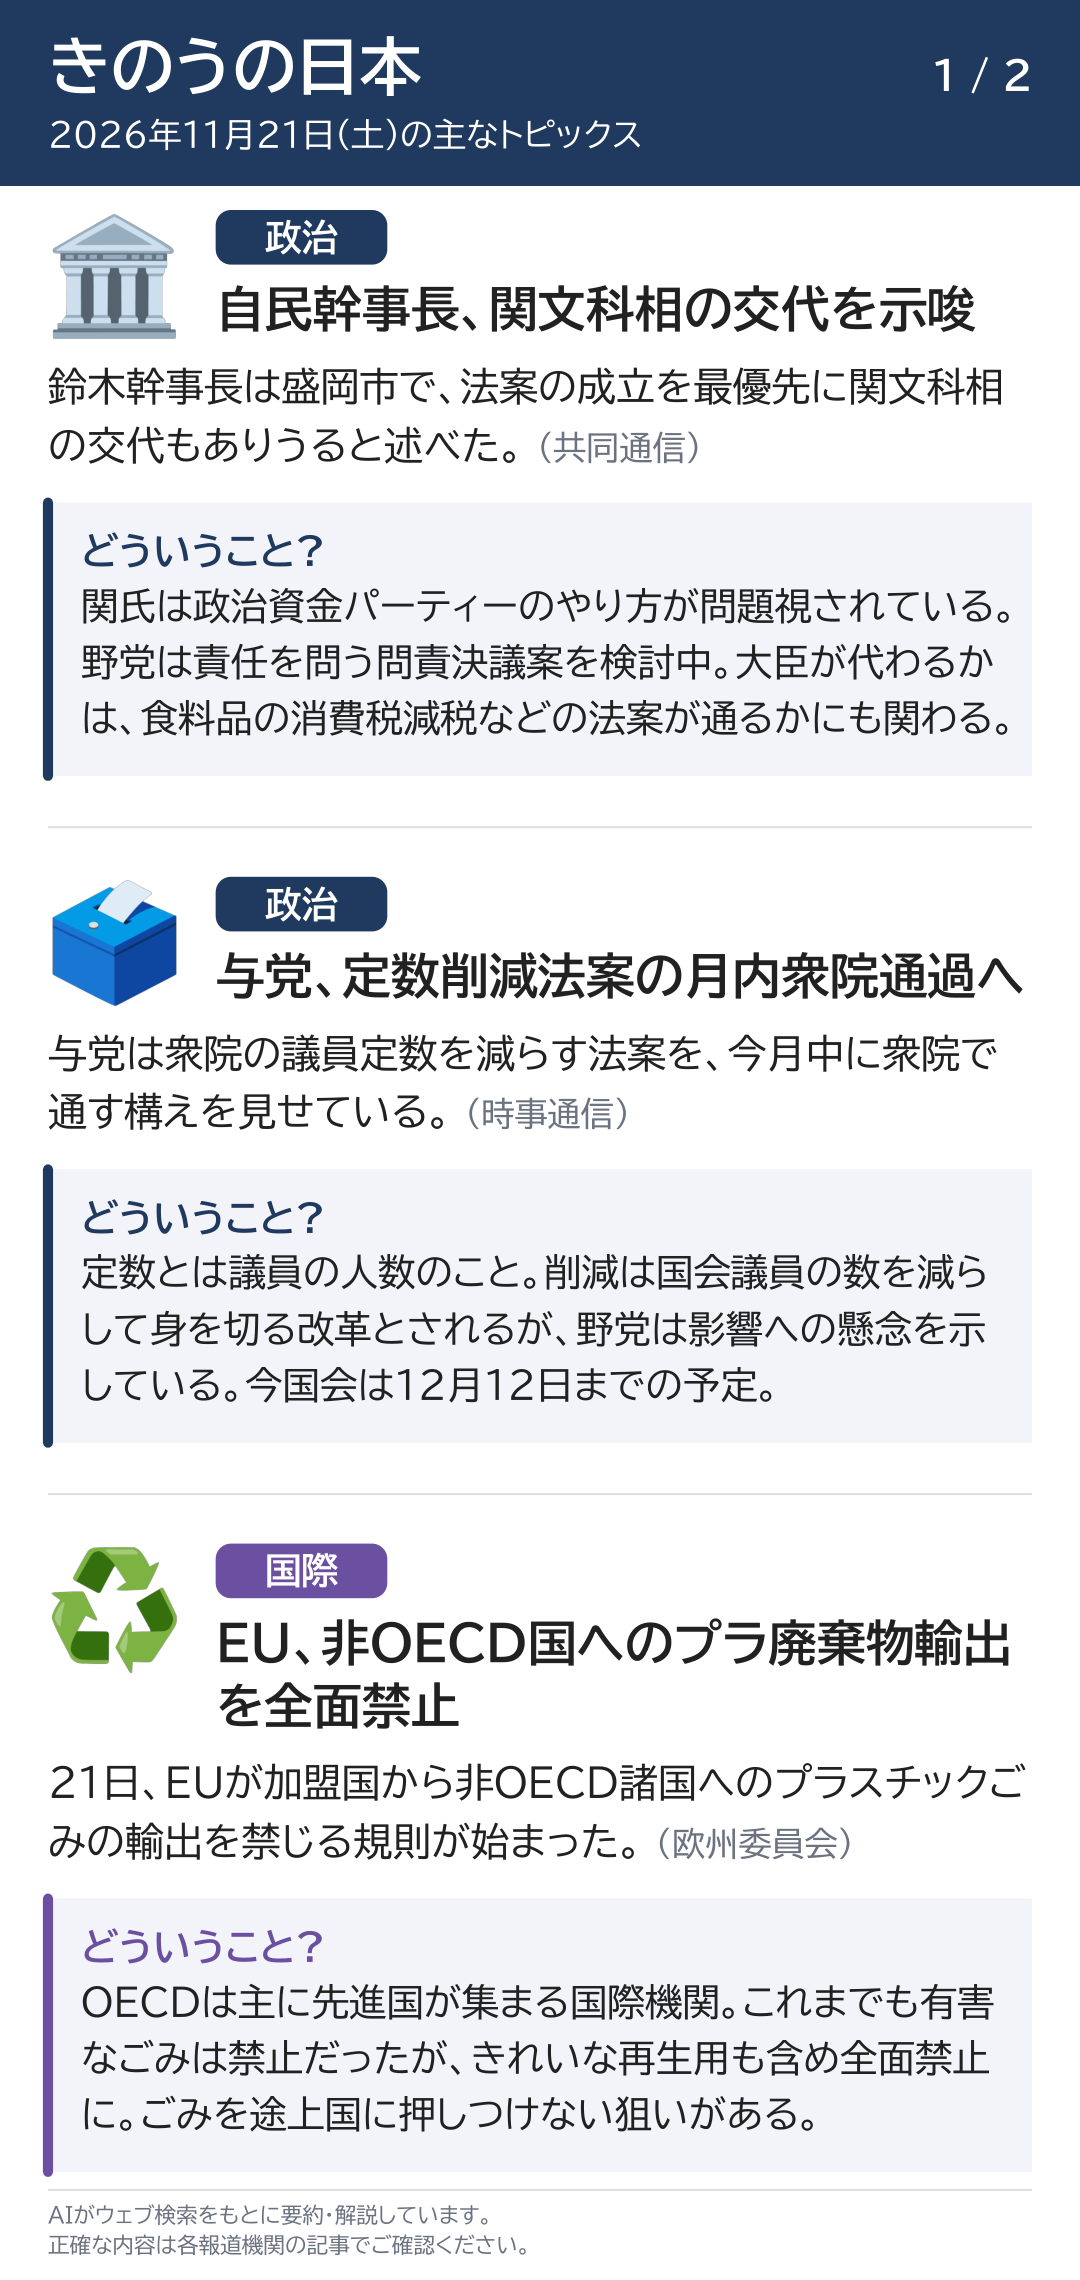 きのうの日本
1 / 2
2026年11月21日(土)の主なトピックス
政治
自民幹事長、関文科相の交代を示唆
鈴木幹事長は盛岡市で、法案の成立を最優先に関文科相
の交代もありうると述べた。(共同通信)
どういうこと?
関氏は政治資金パーティーのやり方が問題視されている。
野党は責任を問う問責決議案を検討中。大臣が代わるか
は、食料品の消費税減税などの法案が通るかにも関わる。
政治
与党、定数削減法案の月内衆院通過へ
与党は衆院の議員定数を減らす法案を、今月中に衆院で
通す構えを見せている。(時事通信)
どういうこと?
定数とは議員の人数のこと。削減は国会議員の数を減ら
して身を切る改革とされるが、野党は影響への懸念を示
している。今国会は12月12日までの予定。
国際
EU、非OECD国へのプラ廃棄物輸出
を全面禁止
21日、EUが加盟国から非OECD諸国へのプラスチックご
みの輸出を禁じる規則が始まった。(欧州委員会)
どういうこと?
OECDは主に先進国が集まる国際機関。これまでも有害
なごみは禁止だったが、きれいな再生用も含め全面禁止
に。ごみを途上国に押しつけない狙いがある。
AIがウェブ検索をもとに要約・解説しています。
正確な内容は各報道機関の記事でご確認ください。